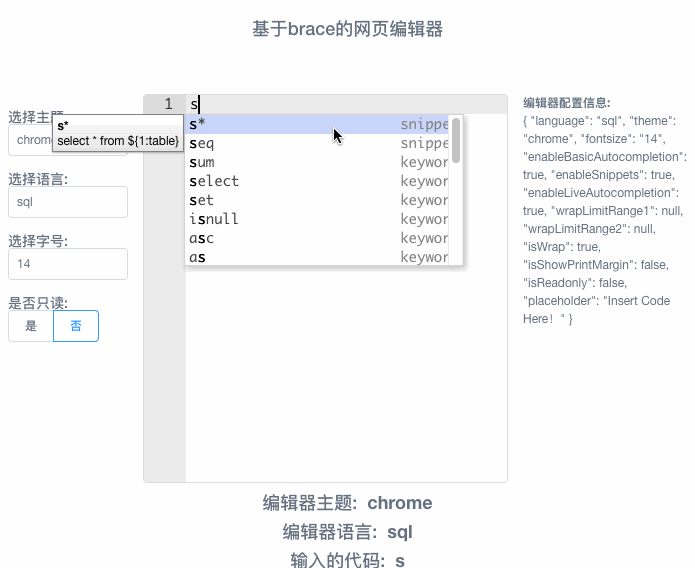 基于brace的网页编辑器
选择主题
chrom
s*
select * from ${1:table}
选择语言:
sql
选择字号:
14
是否只读:
是 否
1 s
s* snippe
seq snippe
sum keywor
select keywor
set keywor
isnull keywor
asc keywor
as keywor
编辑器配置信息:
{ "language": "sql", "theme":
"chrome", "fontsize": "14",
"enableBasicAutocompletion":
true, "enableSnippets": true,
"enableLiveAutocompletion":
true, "wrapLimitRange1": null,
"wrapLimitRange2": null,
"isWrap": true,
"isShowPrintMargin": false,
"isReadonly": false,
"placeholder": "Insert Code
Here！" }
编辑器主题: chrome
编辑器语言: sql
输入的代码: s